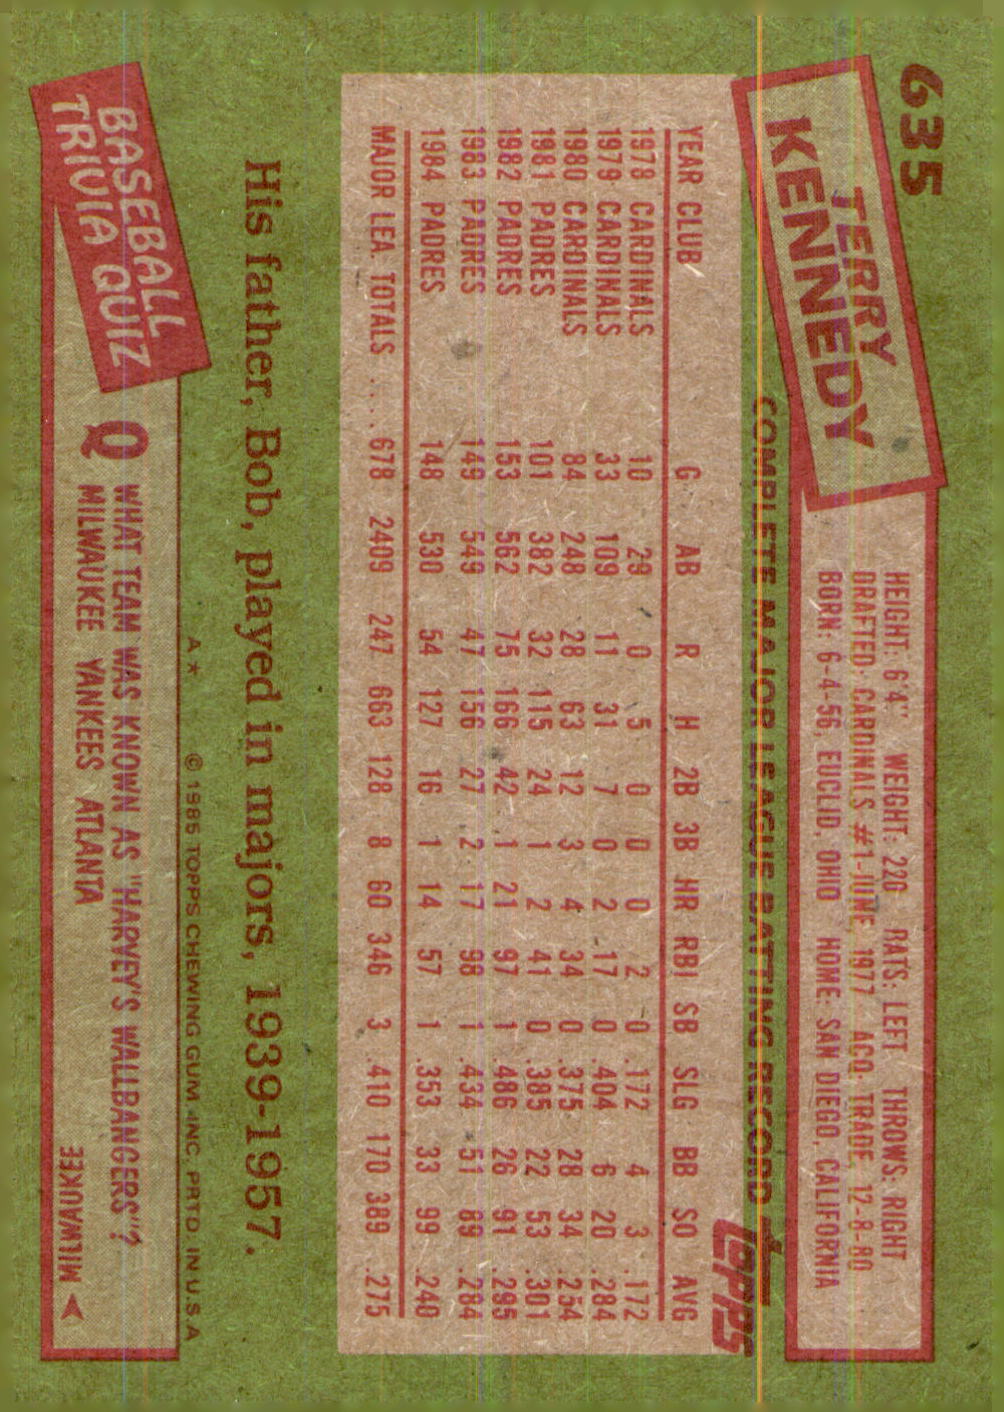 635
TERRY
KENNEDY
HEIGHT: 6'4" WEIGHT: 220 BATS: LEFT THROWS: RIGHT
DRAFTED: CARDINALS #1-JUNE, 1977 ACQ: TRADE, 12-8-80
BORN: 6-4-56, EUCLID, OHIO HOME: SAN DIEGO, CALIFORNIA
COMPLETE MAJOR LEAGUE BATTING RECORD
topps
YEAR CLUB G AB R H 2B 3B HR RBI SB SLG BB SO AVG
1978 CARDINALS 10 29 0 5 0 0 0 2 0 .172 4 3 .172
1979 CARDINALS 33 109 11 31 7 0 2 17 0 .404 6 20 .284
1980 CARDINALS 84 248 28 63 12 3 4 34 0 .375 28 34 .254
1981 PADRES 101 382 32 115 24 1 2 41 0 .385 22 53 .301
1982 PADRES 153 562 75 166 42 1 21 97 1 .486 26 91 .295
1983 PADRES 149 549 47 156 27 2 17 98 1 .434 51 89 .284
1984 PADRES 148 530 54 127 16 1 14 57 1 .353 33 99 .240
MAJOR LEA. TOTALS .... 678 2409 247 663 128 8 60 346 3 .410 170 389 .275
His father, Bob, played in majors, 1939-1957.
A★ © 1985 TOPPS CHEWING GUM, INC. PRTD. IN U.S.A.
BASEBALL
TRIVIA QUIZ
Q WHAT TEAM WAS KNOWN AS "HARVEY'S WALLBANGERS"?
MILWAUKEE YANKEES ATLANTA
MILWAUKEE